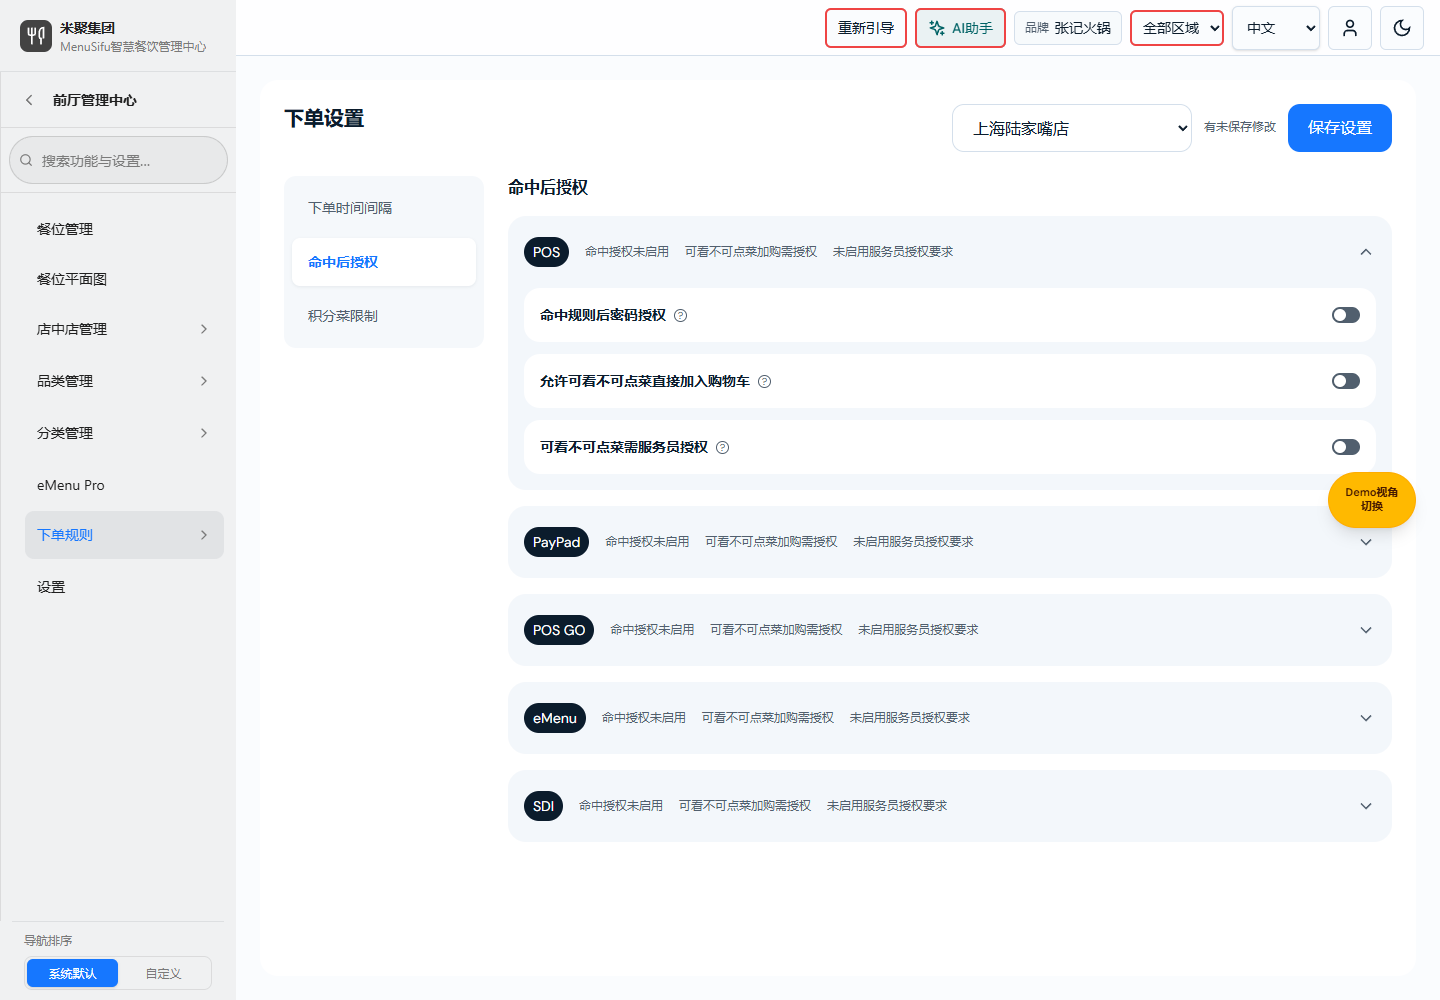 米聚集团
MenuSifu智慧餐饮管理中心
重新引导
AI助手
品牌 张记火锅
全部区域
中文
前厅管理中心
搜索功能与设置...
餐位管理
餐位平面图
店中店管理
品类管理
分类管理
eMenu Pro
下单规则
设置
导航排序
系统默认
自定义
下单设置
上海陆家嘴店
有未保存修改
保存设置
下单时间间隔
命中后授权
积分菜限制
命中后授权
POS 命中授权未启用 可看不可点菜加购需授权 未启用服务员授权要求
命中规则后密码授权
允许可看不可点菜直接加入购物车
可看不可点菜需服务员授权
Demo视角
切换
PayPad 命中授权未启用 可看不可点菜加购需授权 未启用服务员授权要求
POS GO 命中授权未启用 可看不可点菜加购需授权 未启用服务员授权要求
eMenu 命中授权未启用 可看不可点菜加购需授权 未启用服务员授权要求
SDI 命中授权未启用 可看不可点菜加购需授权 未启用服务员授权要求